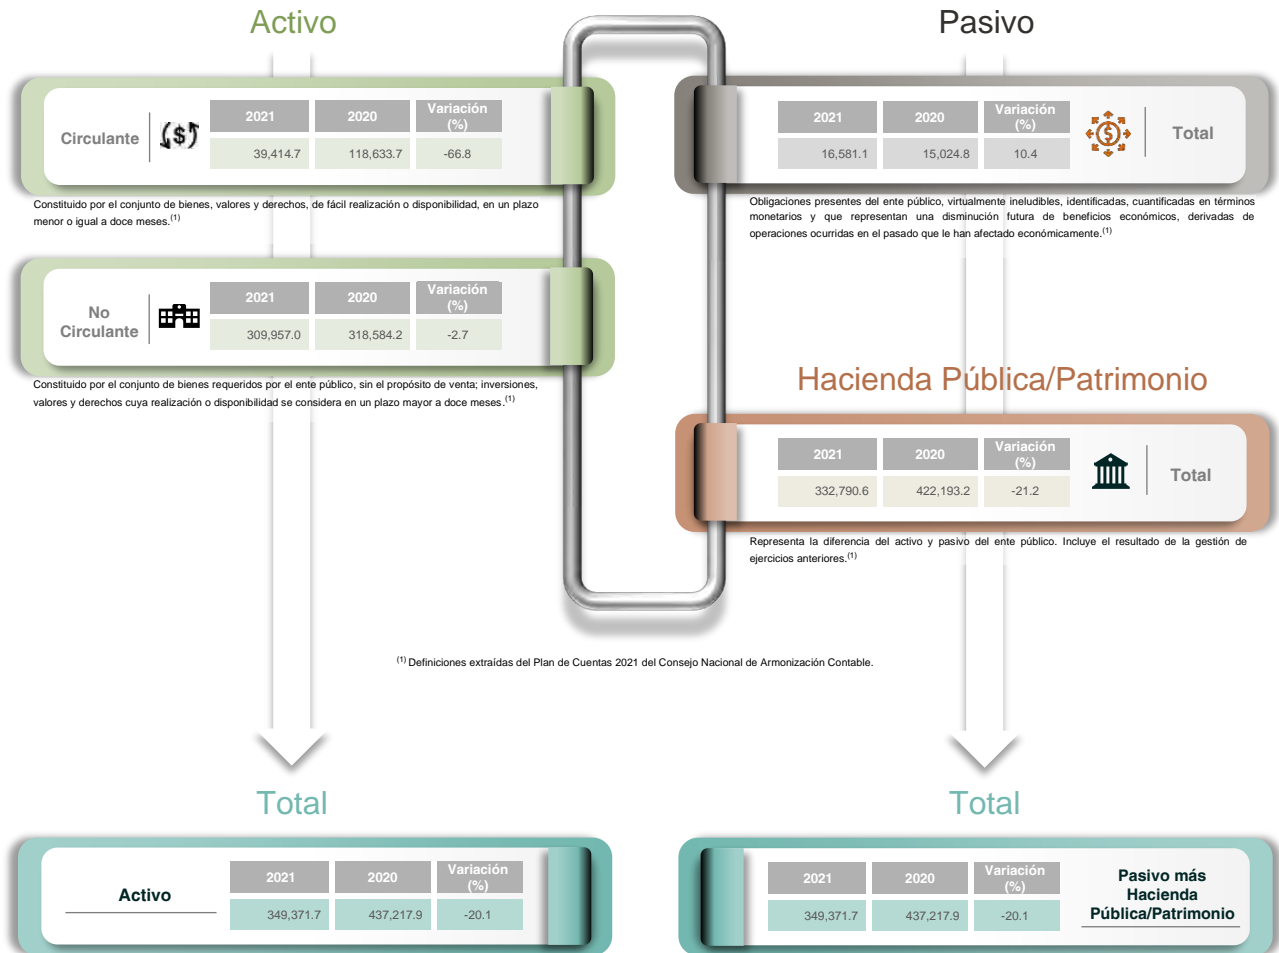 Activo
Circulante
2021 2020 Variación (%)
39,414.7 118,633.7 -66.8
Constituido por el conjunto de bienes, valores y derechos, de fácil realización o disponibilidad, en un plazo
menor o igual a doce meses.(1)
No
Circulante
2021 2020 Variación (%)
309,957.0 318,584.2 -2.7
Constituido por el conjunto de bienes requeridos por el ente público, sin el propósito de venta; inversiones,
valores y derechos cuya realización o disponibilidad se considera en un plazo mayor a doce meses.(1)
Pasivo
2021 2020 Variación (%)
16,581.1 15,024.8 10.4
Total
Obligaciones presentes del ente público, virtualmente ineludibles, identificadas, cuantificadas en términos
monetarios y que representan una disminución futura de beneficios económicos, derivadas de
operaciones ocurridas en el pasado que le han afectado económicamente.(1)
Hacienda Pública/Patrimonio
2021 2020 Variación (%)
332,790.6 422,193.2 -21.2
Total
Representa la diferencia del activo y pasivo del ente público. Incluye el resultado de la gestión de
ejercicios anteriores.(1)
(1) Definiciones extraídas del Plan de Cuentas 2021 del Consejo Nacional de Armonización Contable.
Total
Activo
2021 2020 Variación (%)
349,371.7 437,217.9 -20.1
Total
2021 2020 Variación (%)
349,371.7 437,217.9 -20.1
Pasivo más
Hacienda
Pública/Patrimonio